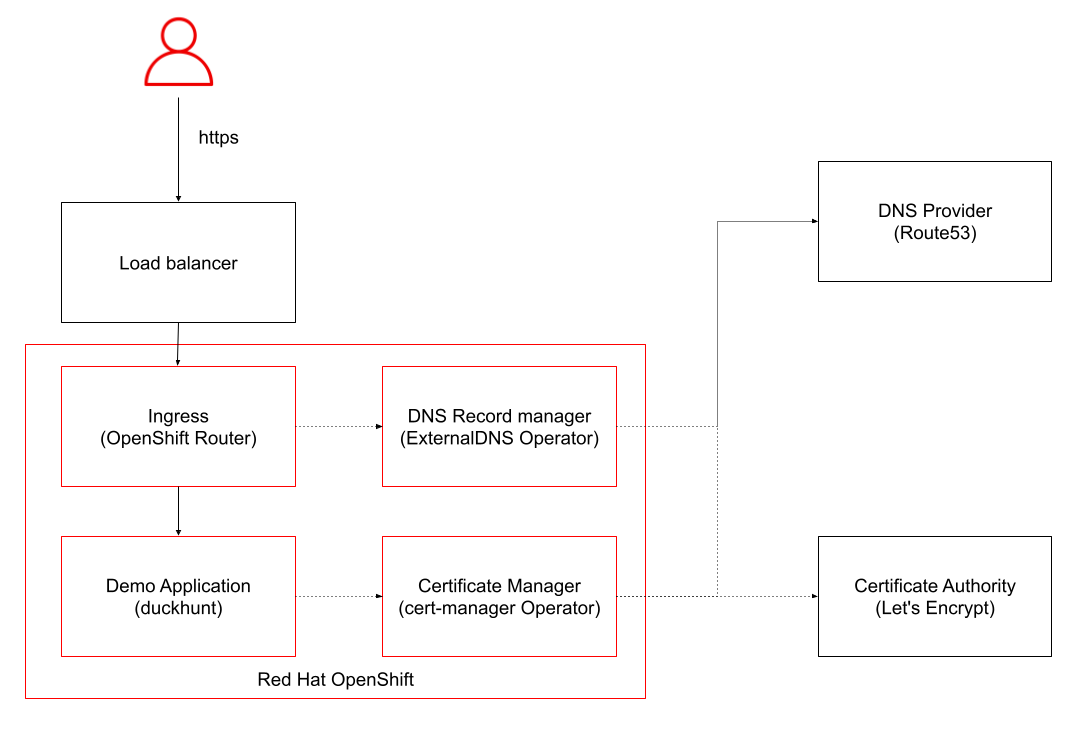 https
DNS Provider
(Route53)
Load balancer
Ingress
(OpenShift Router)
DNS Record manager
(ExternalDNS Operator)
Demo Application
(duckhunt)
Certificate Manager
(cert-manager Operator)
Certificate Authority
(Let's Encrypt)
Red Hat OpenShift